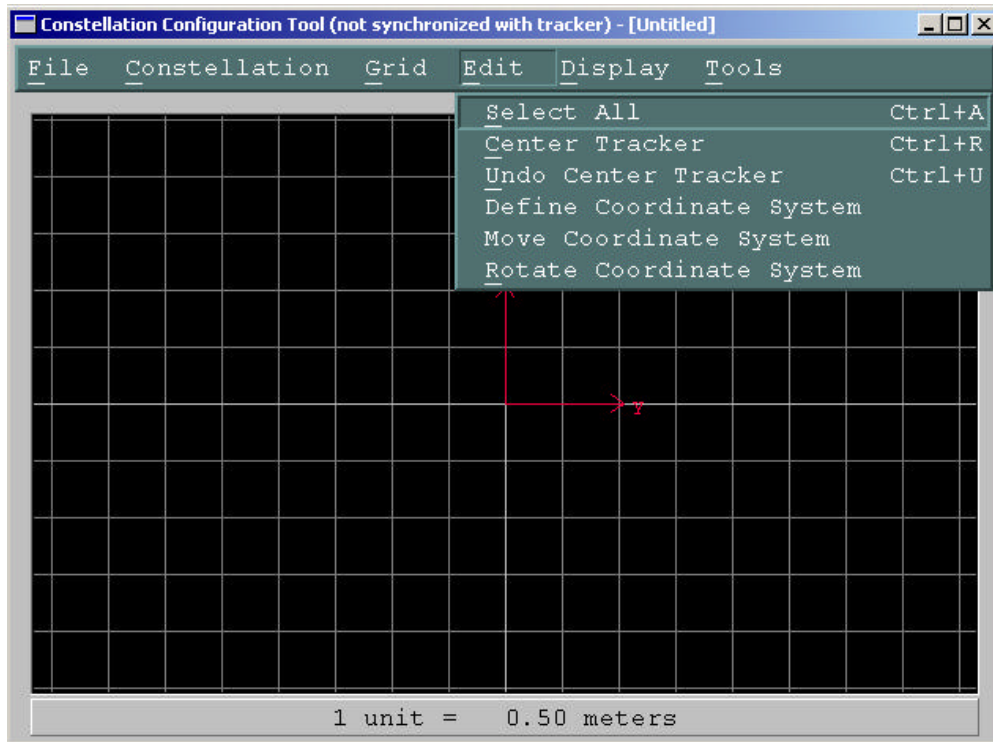 Constellation Configuration Tool (not synchronized with tracker) - [Untitled]
File Constellation Grid Edit Display Tools
Select All Ctrl+A
Center Tracker Ctrl+R
Undo Center Tracker Ctrl+U
Define Coordinate System
Move Coordinate System
Rotate Coordinate System
Y
1 unit = 0.50 meters